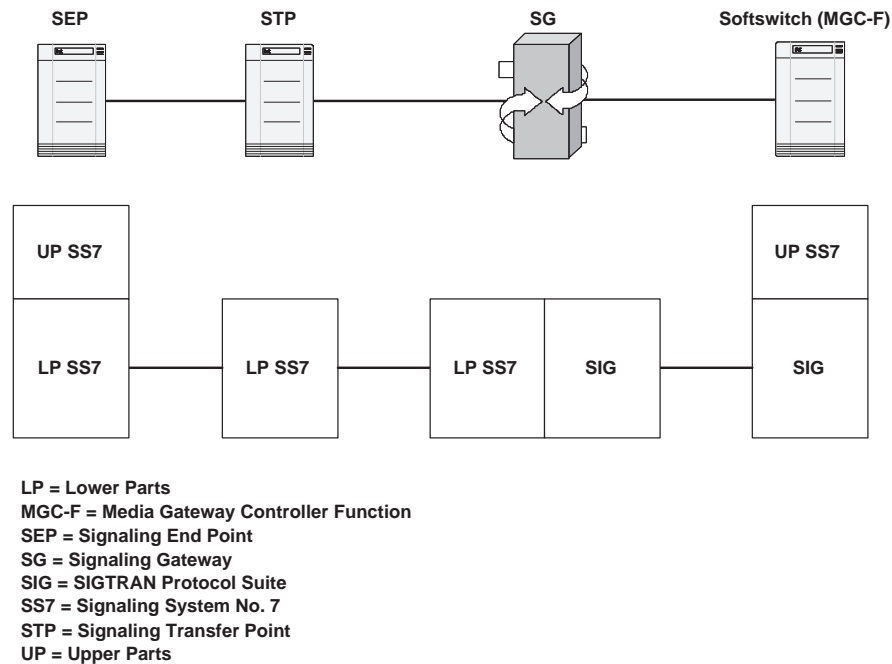 SEP STP SG Softswitch (MGC-F)
UP SS7 UP SS7
LP SS7 LP SS7 LP SS7 SIG SIG
LP = Lower Parts
MGC-F = Media Gateway Controller Function
SEP = Signaling End Point
SG = Signaling Gateway
SIG = SIGTRAN Protocol Suite
SS7 = Signaling System No. 7
STP = Signaling Transfer Point
UP = Upper Parts